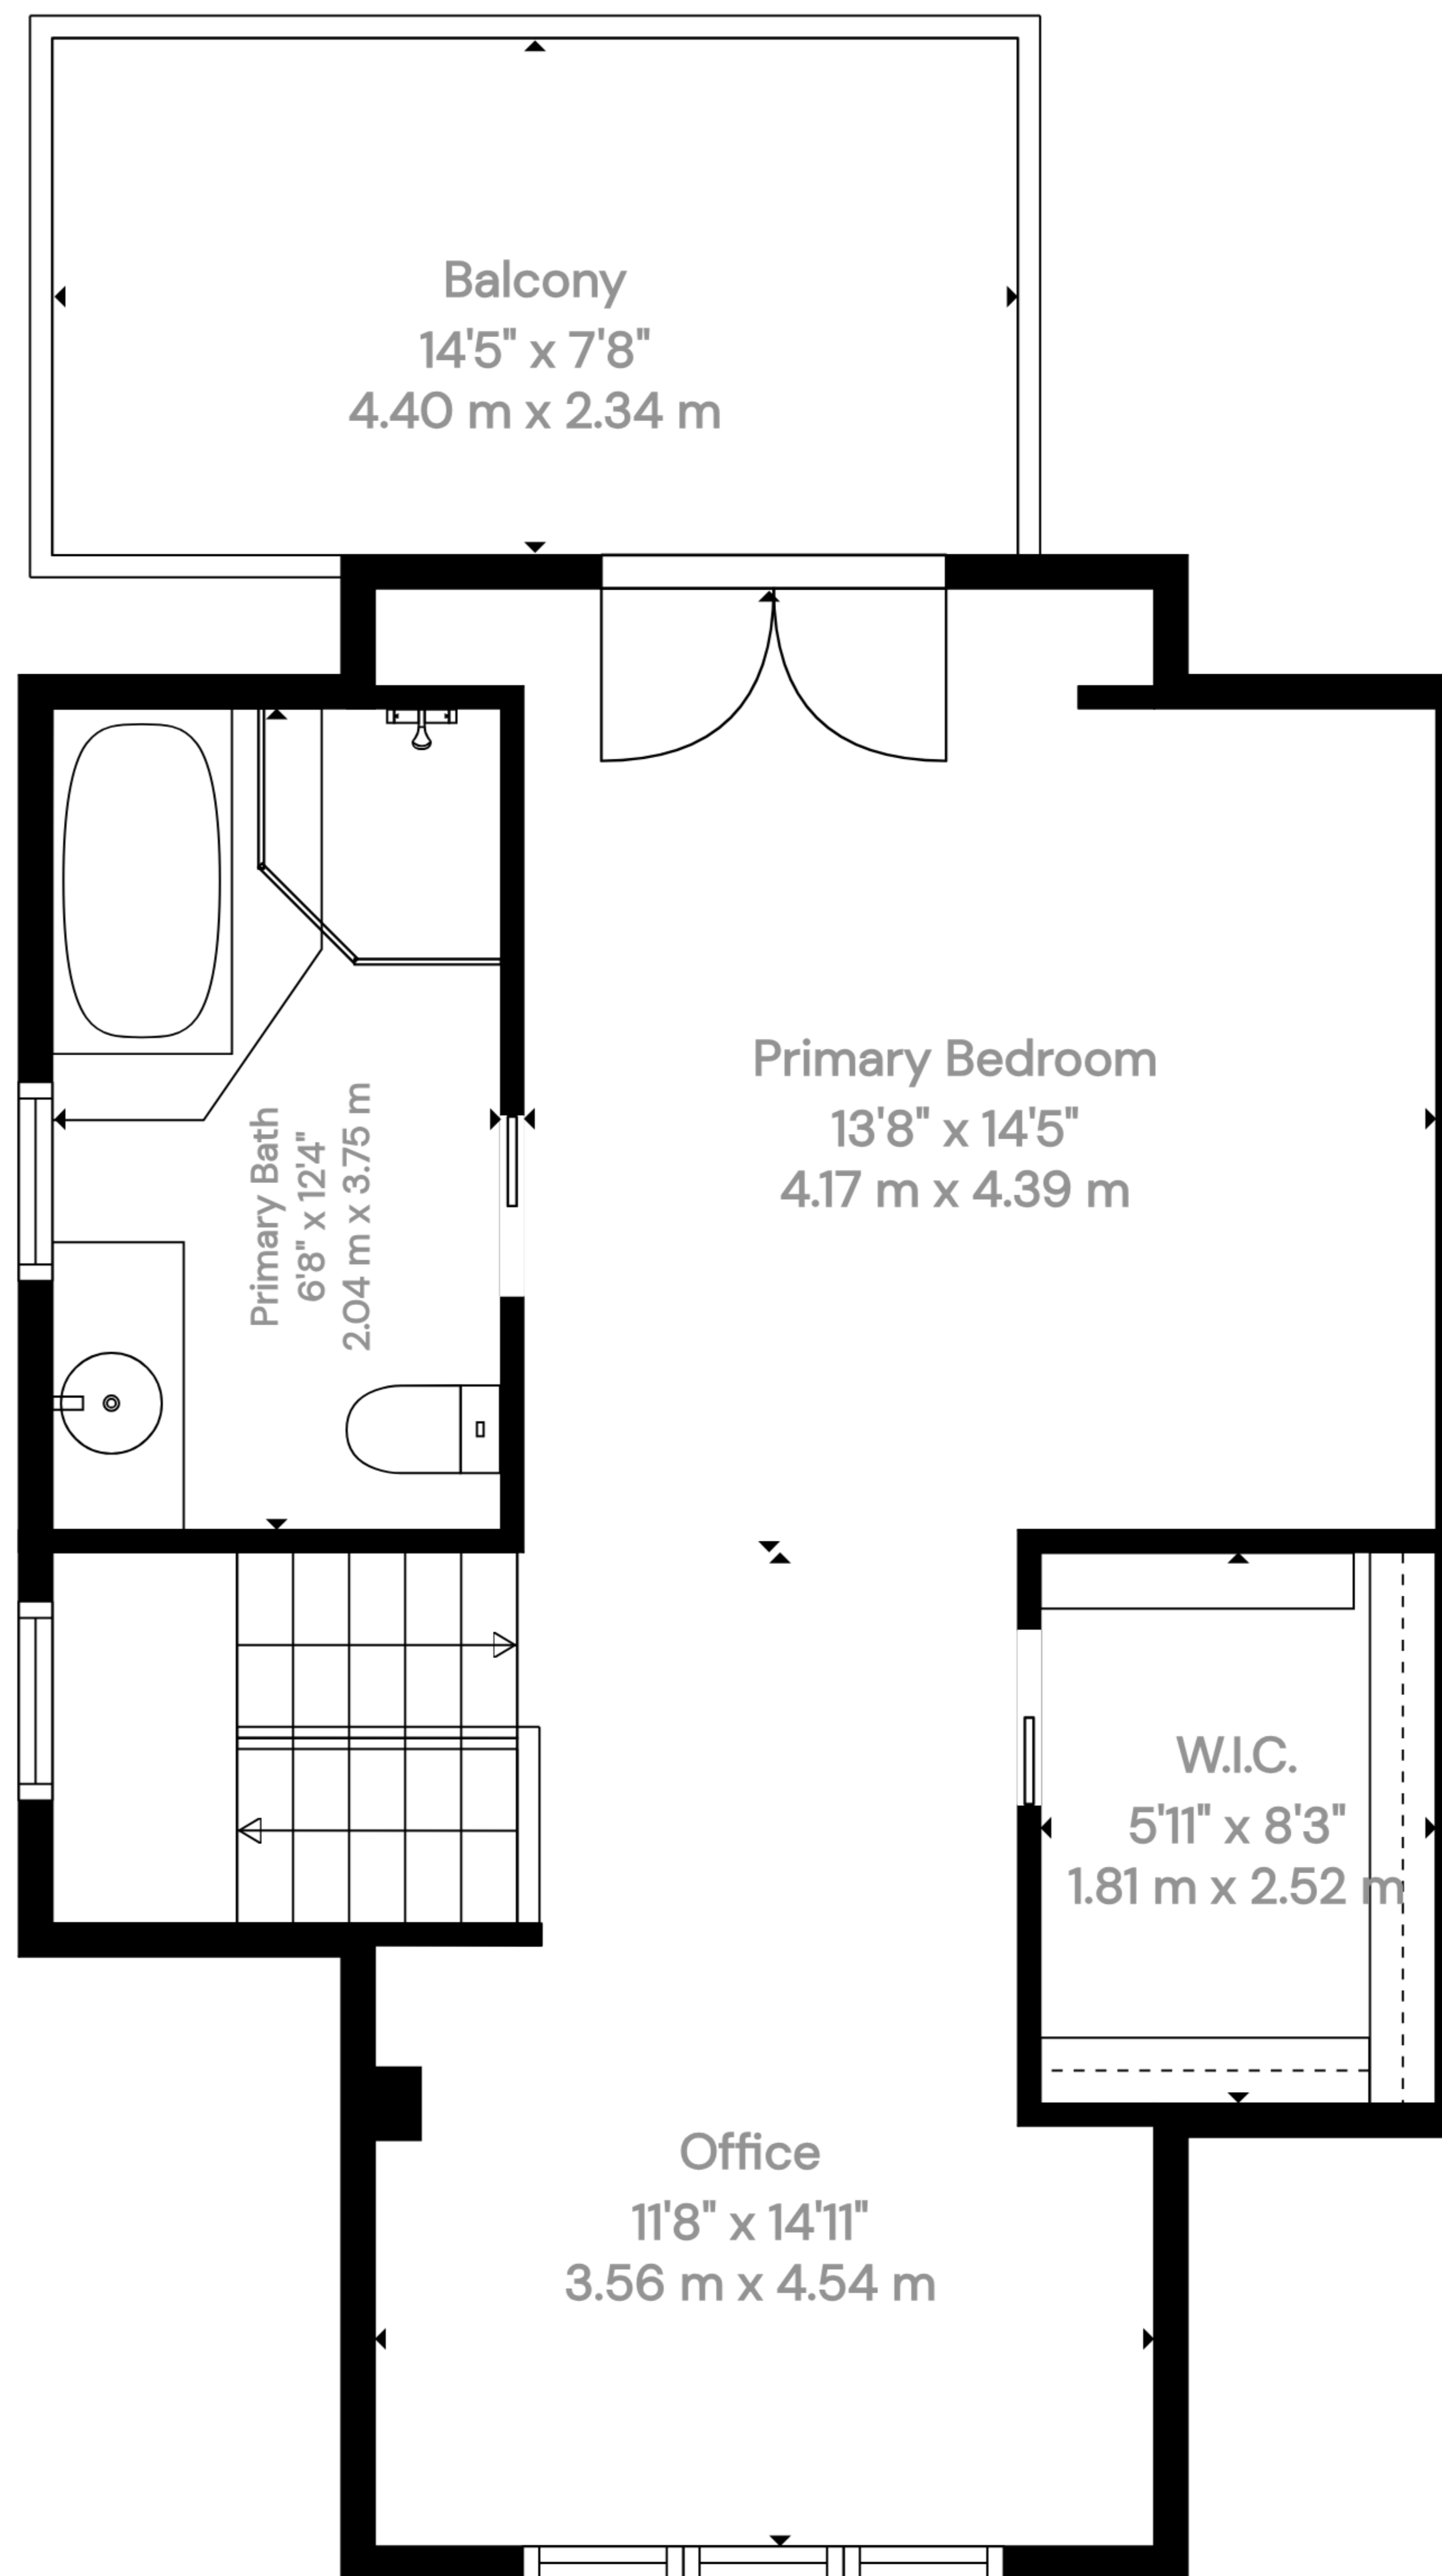 Balcony
14'5" x 7'8"
4.40 m x 2.34 m
Primary Bedroom
13'8" x 14'5"
4.17 m x 4.39 m
Primary Bath
6'8" x 12'4"
2.04 m x 3.75 m
W.I.C.
5'11" x 8'3"
1.81 m x 2.52 m
Office
11'8" x 14'11"
3.56 m x 4.54 m